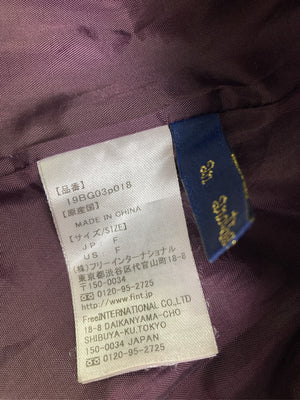 【品番】
19BG03p018
【原産国】
MADE IN CHINA
【サイズ/SIZE】
JP F
US F
(株)フリーインターナショナル
東京都渋谷区代官山町18-8
〒150-0034
☎0120-95-2725
http://www.fint.jp
FreeINTERNATIONAL CO.,LTD
18-8 DAIKANYAMA-CHO
SHIBUYA-KU.TOKYO
150-0034 JAPAN
☎ 0120-95-2725